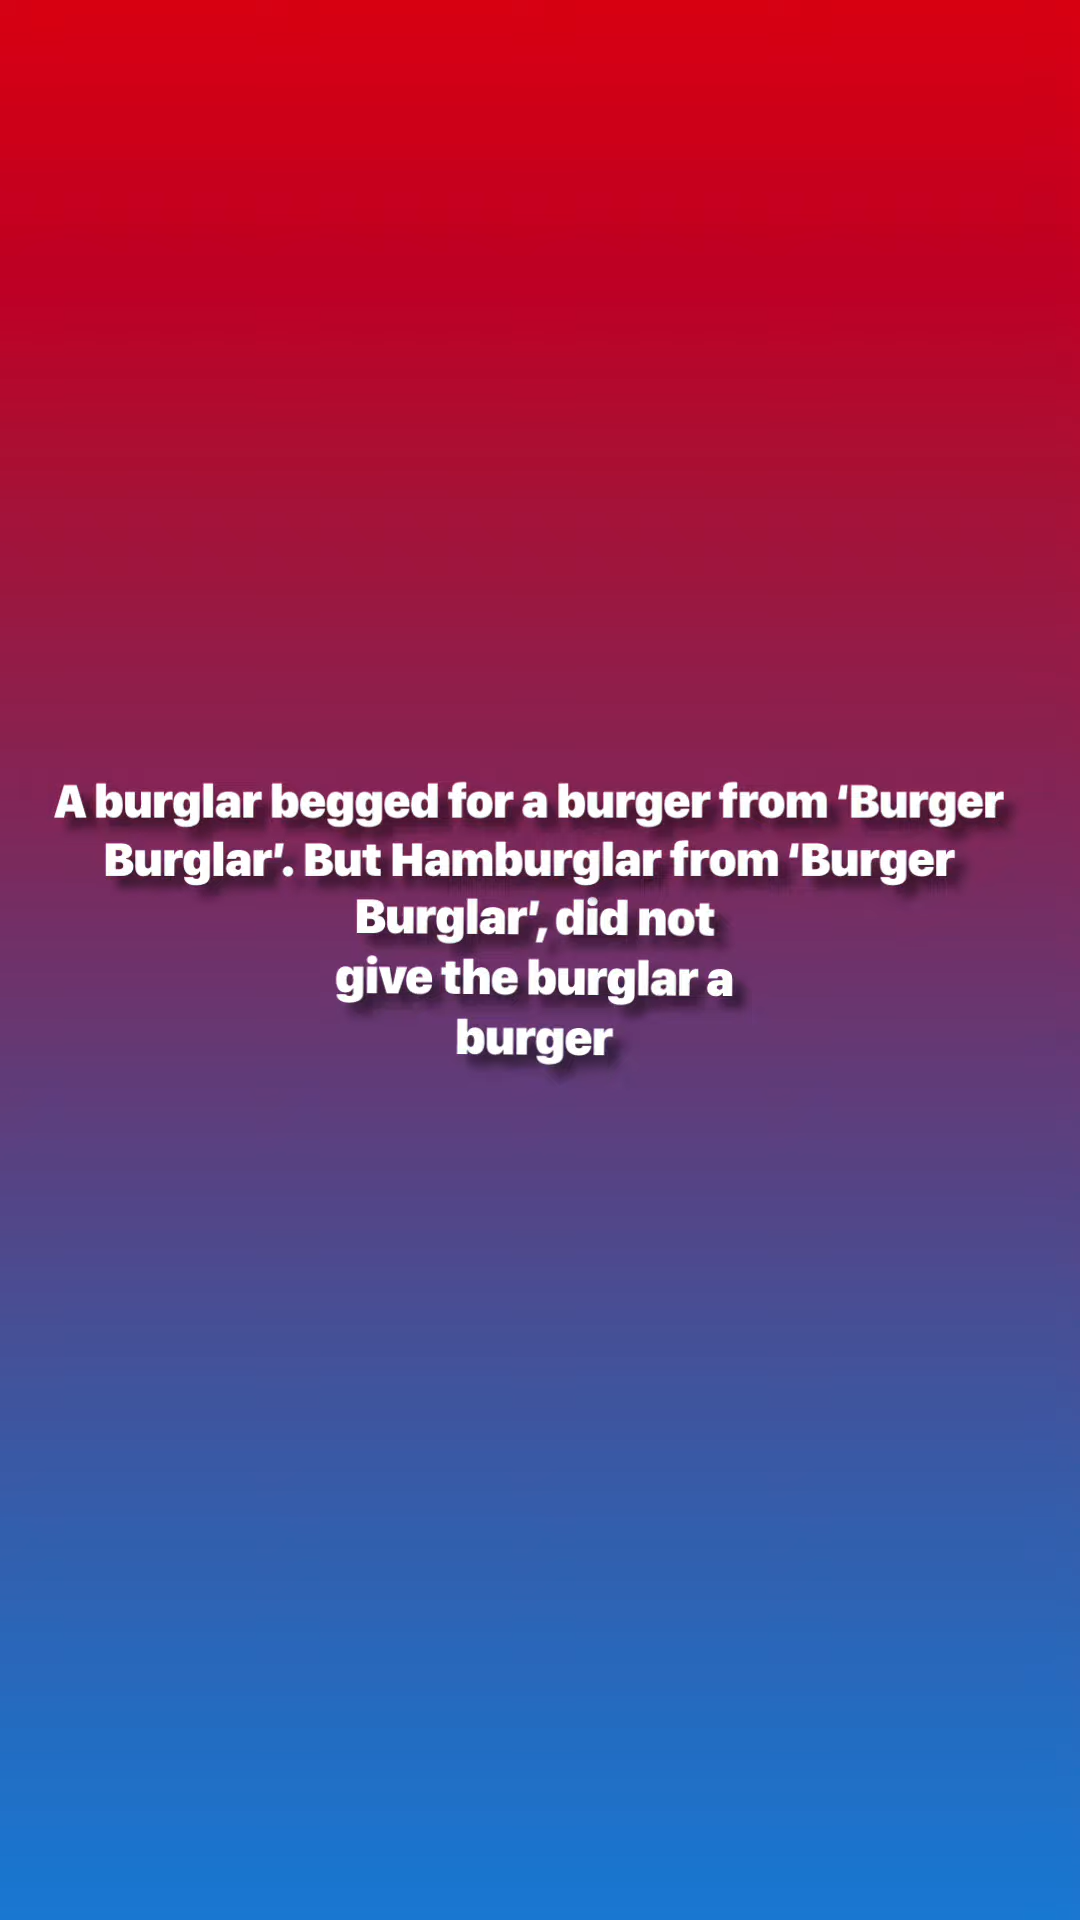 A burglar begged for a burger from ‘Burger
Burglar’. But Hamburglar from ‘Burger
Burglar’, did not
give the burglar a
burger